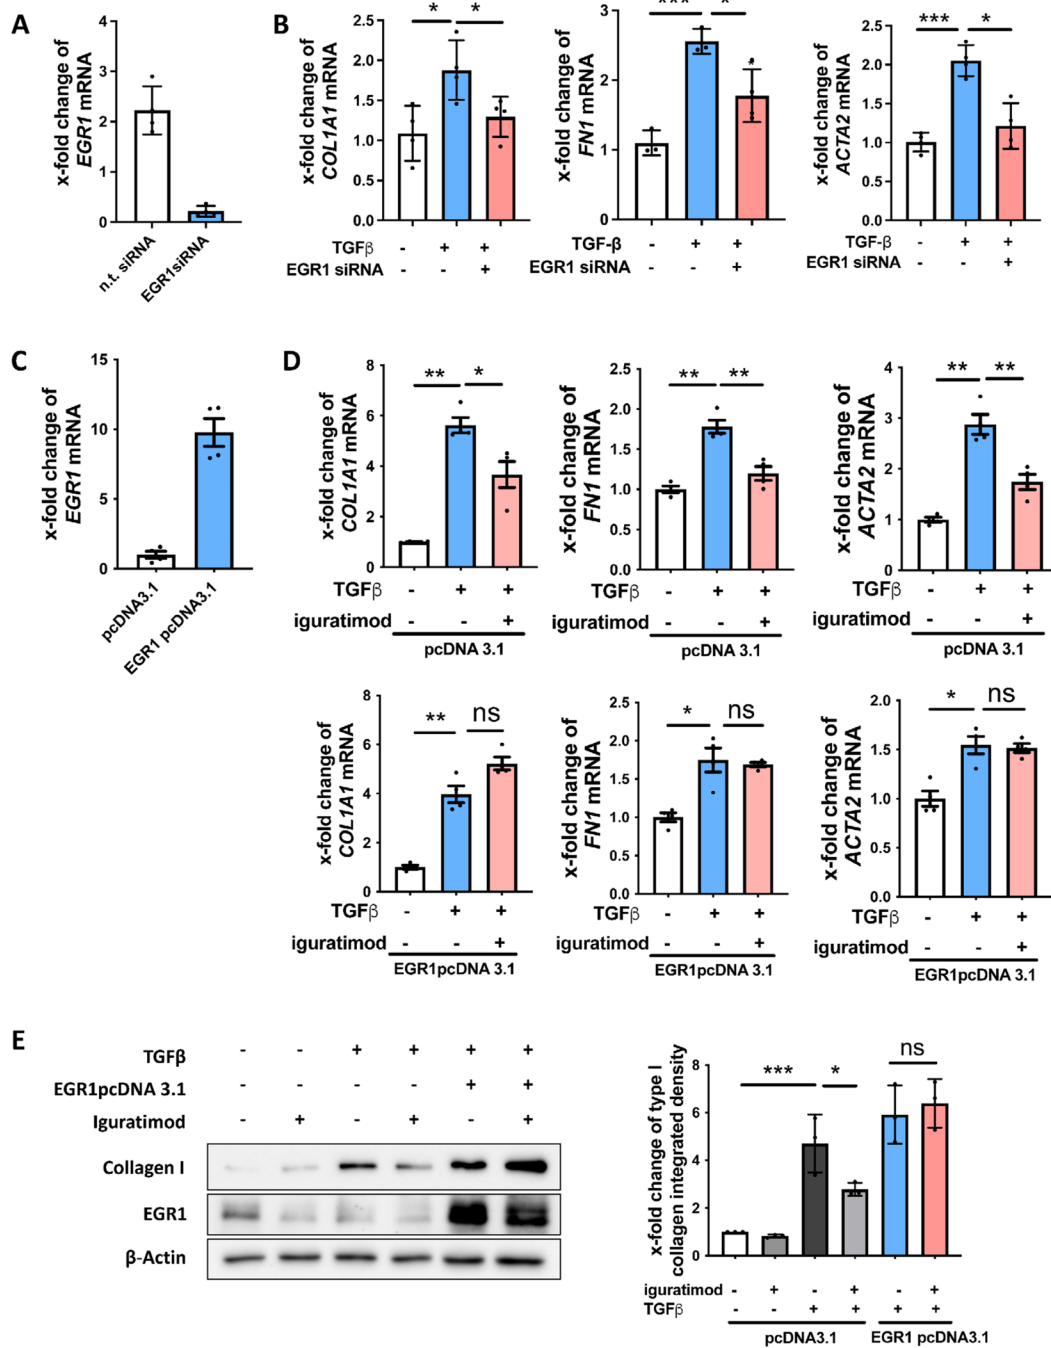 A
x-fold change of
EGR1 mRNA
4
3
2
1
0
n.t. siRNA
EGR1siRNA
B
x-fold change of
COL1A1 mRNA
2.5
2.0
1.5
1.0
0.5
0.0
* *
TGFβ - + +
EGR1 siRNA - - +
x-fold change of
FN1 mRNA
3
2
1
0
*** *
TGF-β - + +
EGR1 siRNA - - +
x-fold change of
ACTA2 mRNA
2.5
2.0
1.5
1.0
0.5
0.0
*** *
TGF-β - + +
EGR1 siRNA - - +
C
x-fold change of
EGR1 mRNA
15
10
5
0
pcDNA3.1
EGR1 pcDNA3.1
D
x-fold change of
COL1A1 mRNA
8
6
4
2
0
** *
TGFβ - + +
iguratimod - - +
pcDNA 3.1
x-fold change of
FN1 mRNA
2.5
2.0
1.5
1.0
0.5
0.0
** **
TGFβ - + +
iguratimod - - +
pcDNA 3.1
x-fold change of
ACTA2 mRNA
4
3
2
1
0
** **
TGFβ - + +
iguratimod - - +
pcDNA 3.1
x-fold change of
COL1A1 mRNA
8
6
4
2
0
** ns
TGFβ - + +
iguratimod - - +
EGR1pcDNA 3.1
x-fold change of
FN1 mRNA
2.5
2.0
1.5
1.0
0.5
0.0
* ns
TGFβ - + +
iguratimod - - +
EGR1pcDNA 3.1
x-fold change of
ACTA2 mRNA
2.0
1.5
1.0
0.5
0.0
* ns
TGFβ - + +
iguratimod - - +
EGR1pcDNA 3.1
E
TGFβ - - + + + +
EGR1pcDNA 3.1 - - - - + +
Iguratimod - + - + - +
Collagen I
EGR1
β-Actin
x-fold change of type I
collagen integrated density
8
6
4
2
0
*** * ns
iguratimod - + - + - +
TGFβ - - + + + +
pcDNA3.1 EGR1 pcDNA3.1